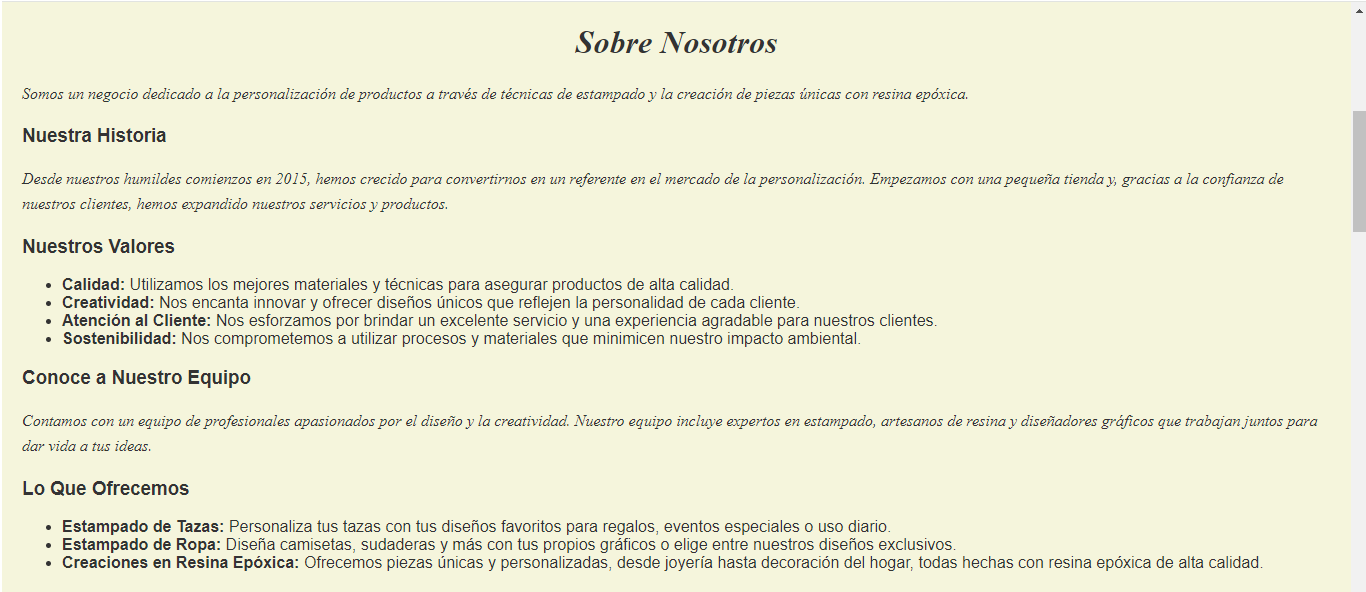 Sobre Nosotros
Somos un negocio dedicado a la personalización de productos a través de técnicas de estampado y la creación de piezas únicas con resina epóxica.
Nuestra Historia
Desde nuestros humildes comienzos en 2015, hemos crecido para convertirnos en un referente en el mercado de la personalización. Empezamos con una pequeña tienda y, gracias a la confianza de
nuestros clientes, hemos expandido nuestros servicios y productos.
Nuestros Valores
• Calidad: Utilizamos los mejores materiales y técnicas para asegurar productos de alta calidad.
• Creatividad: Nos encanta innovar y ofrecer diseños únicos que reflejen la personalidad de cada cliente.
• Atención al Cliente: Nos esforzamos por brindar un excelente servicio y una experiencia agradable para nuestros clientes.
• Sostenibilidad: Nos comprometemos a utilizar procesos y materiales que minimicen nuestro impacto ambiental.
Conoce a Nuestro Equipo
Contamos con un equipo de profesionales apasionados por el diseño y la creatividad. Nuestro equipo incluye expertos en estampado, artesanos de resina y diseñadores gráficos que trabajan juntos para
dar vida a tus ideas.
Lo Que Ofrecemos
• Estampado de Tazas: Personaliza tus tazas con tus diseños favoritos para regalos, eventos especiales o uso diario.
• Estampado de Ropa: Diseña camisetas, sudaderas y más con tus propios gráficos o elige entre nuestros diseños exclusivos.
• Creaciones en Resina Epóxica: Ofrecemos piezas únicas y personalizadas, desde joyería hasta decoración del hogar, todas hechas con resina epóxica de alta calidad.